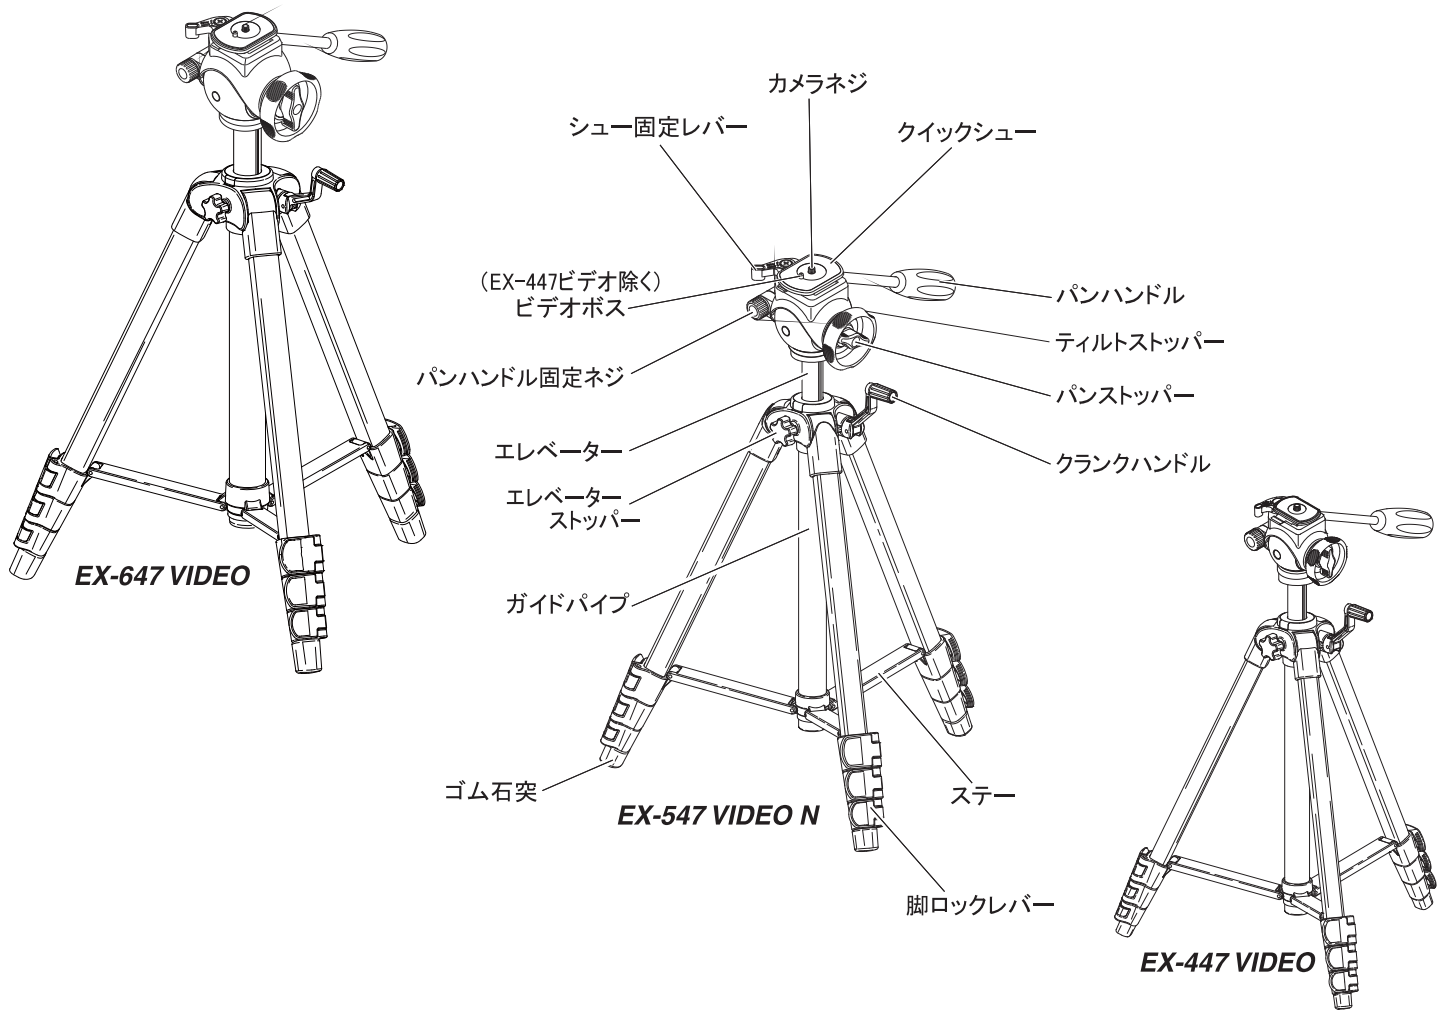 カメラネジ
シュー固定レバー
クイックシュー
(EX-447ビデオ除く)
ビデオボス
パンハンドル
ティルトストッパー
パンハンドル固定ネジ
パンストッパー
エレベーター
クランクハンドル
エレベーター
ストッパー
EX-647 VIDEO
ガイドパイプ
ゴム石突
ステー
EX-547 VIDEO N
脚ロックレバー
EX-447 VIDEO